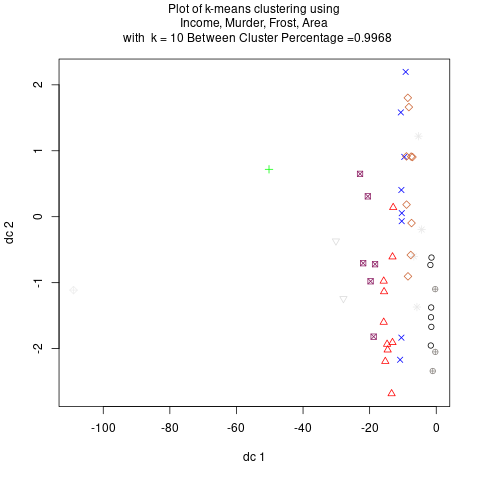 Plot of k-means clustering using
Income, Murder, Frost, Area
with k = 10 Between Cluster Percentage =0.9968
2
1
0
-1
-2
dc 2
-100
-80
-60
-40
-20
0
dc 1